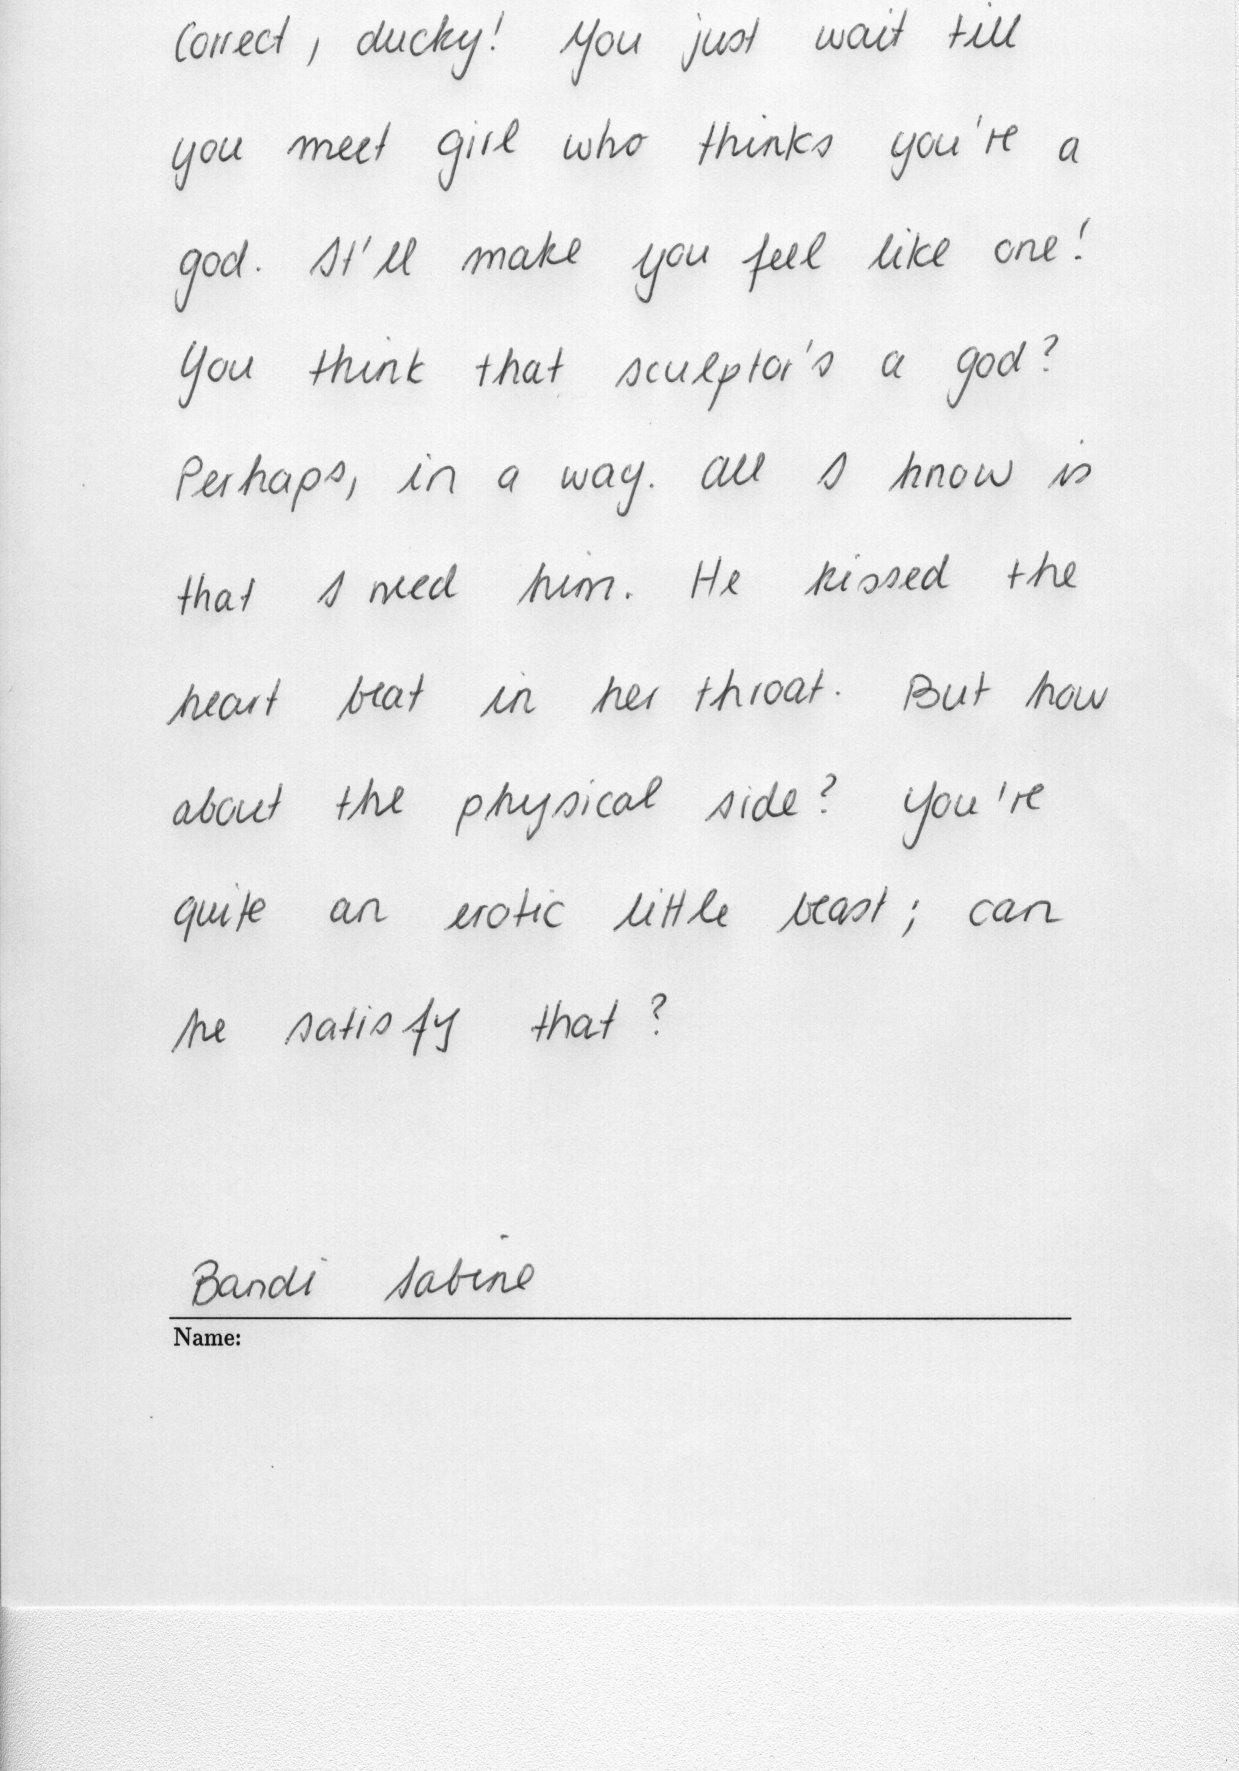 Correct, ducky! You just wait till
you meet girl who thinks you're a
god. It'll make you feel like one!
You think that sculptor's a god?
Perhaps, in a way. All I know is
that I need him. He kissed the
heart beat in her throat. But how
about the physical side? You're
quite an erotic little beast; can
he satisfy that?
Bandi Sabine
Name: